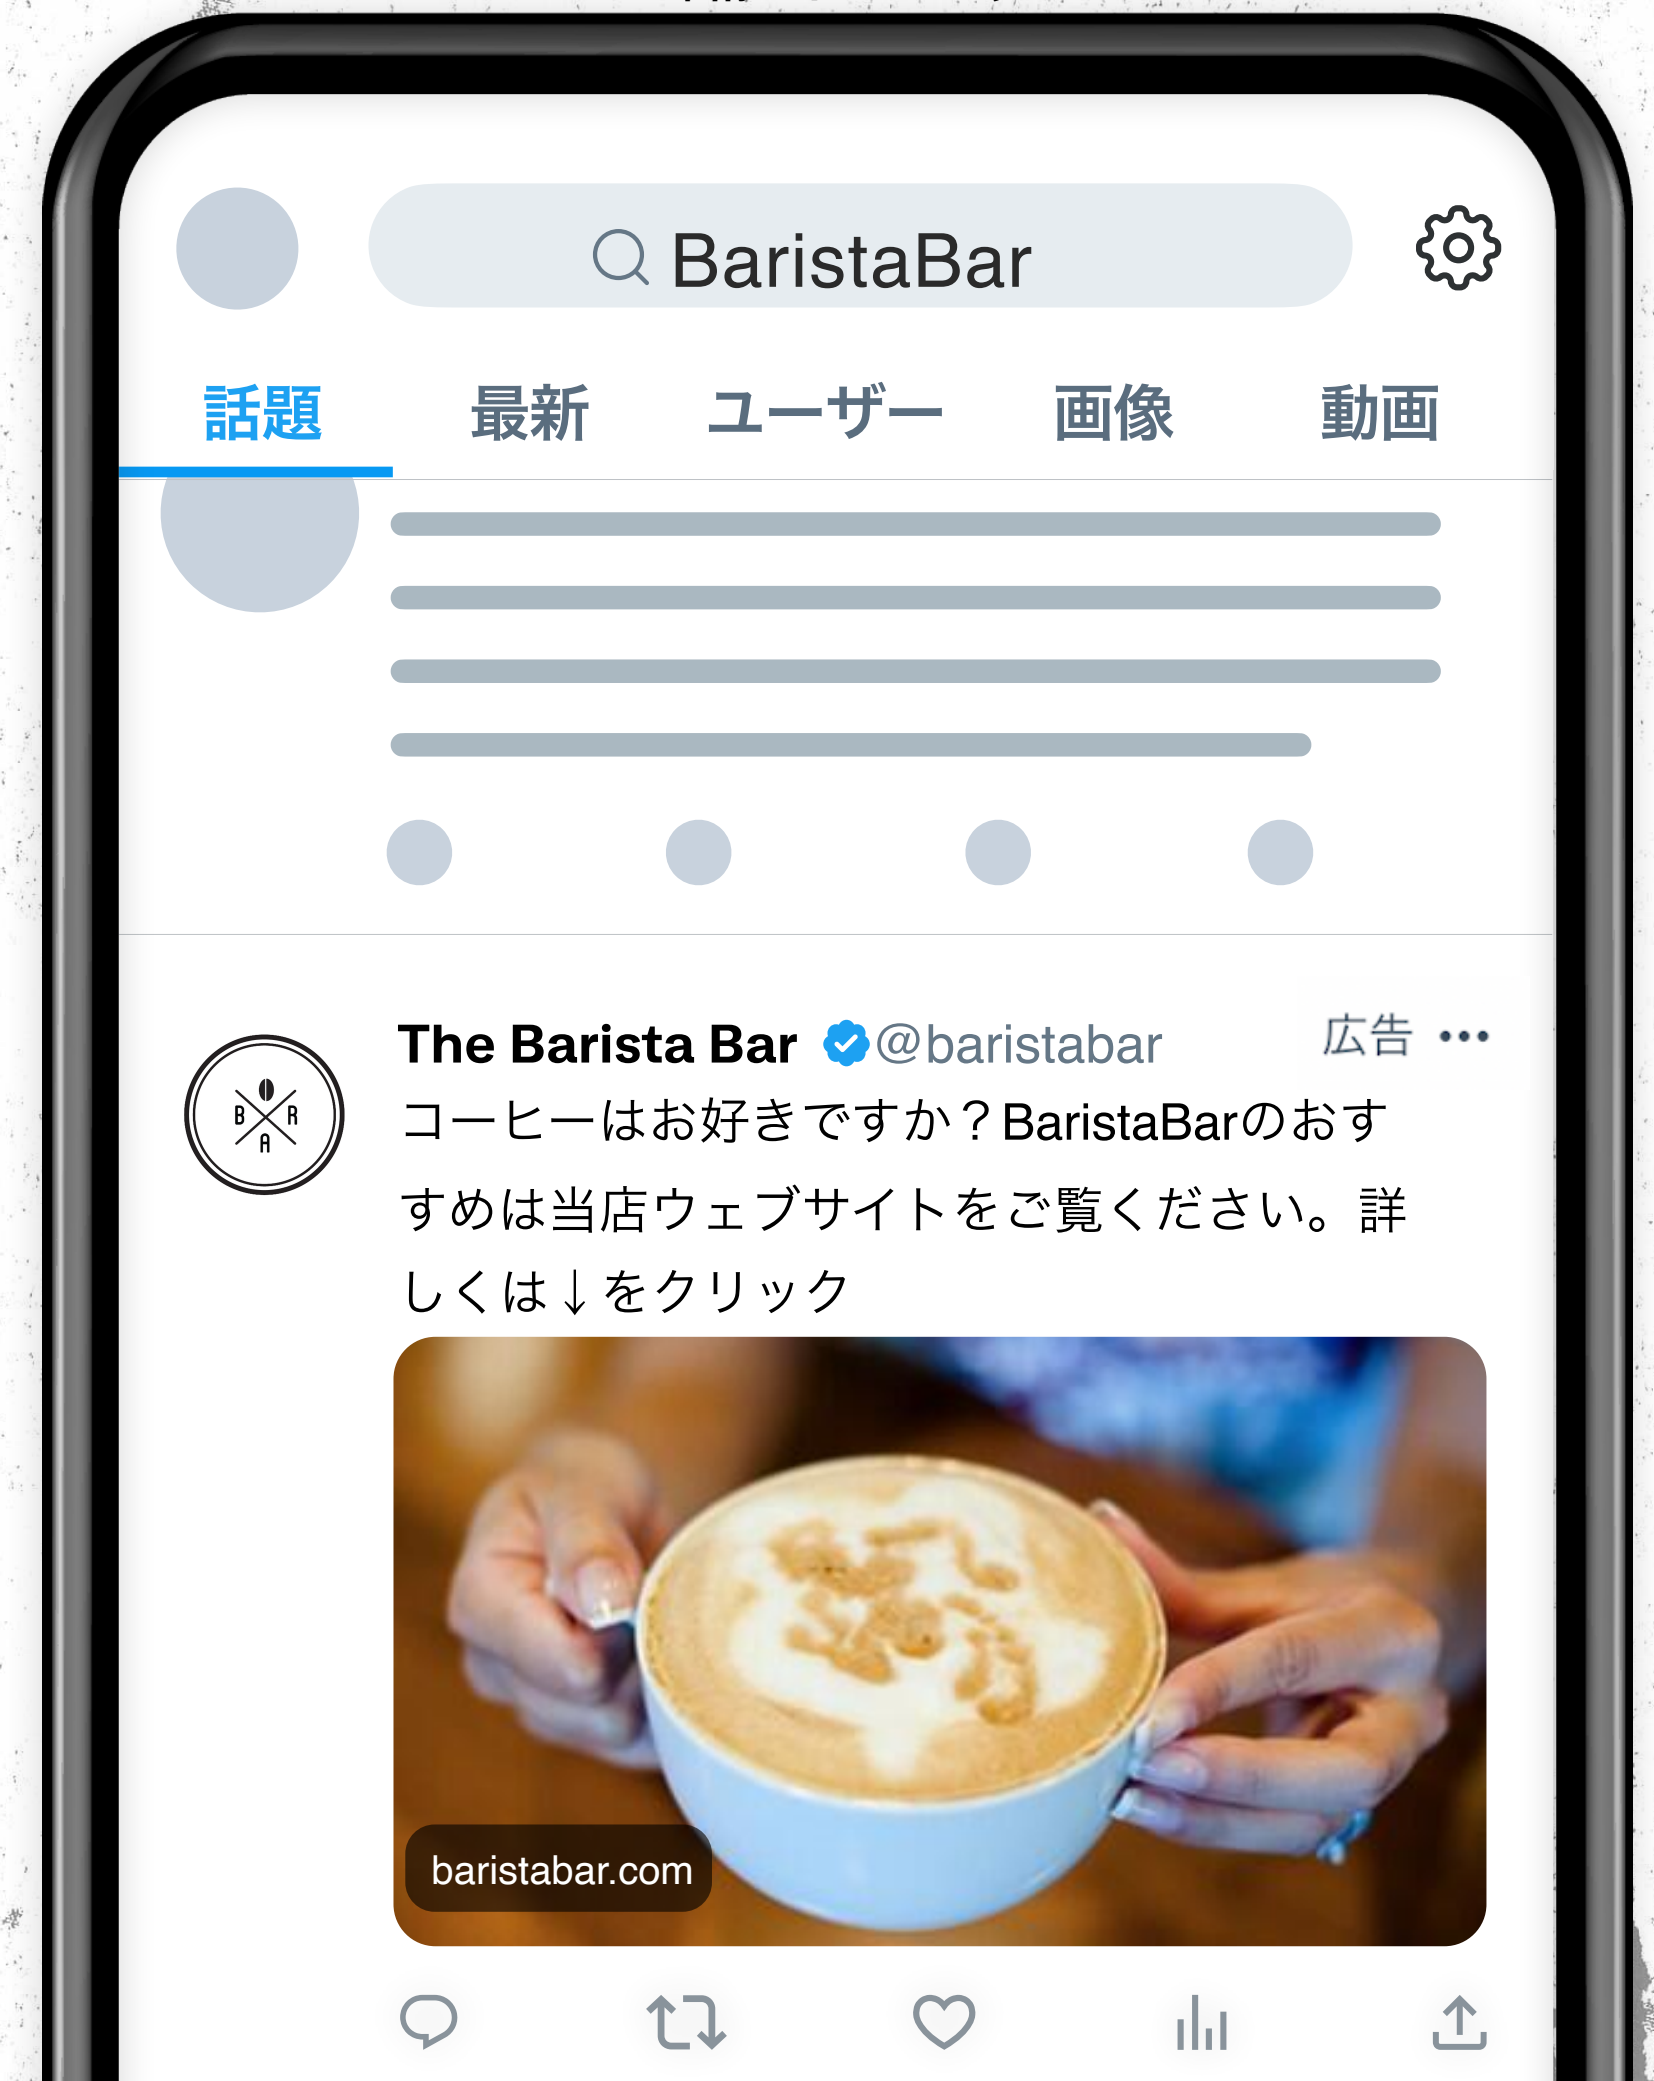 BaristaBar
話題 最新 ユーザー 画像 動画
The Barista Bar @baristabar 広告
B R
A
コーヒーはお好きですか？BaristaBarのおす
すめは当店ウェブサイトをご覧ください。詳
しくは↓をクリック
baristabar.com